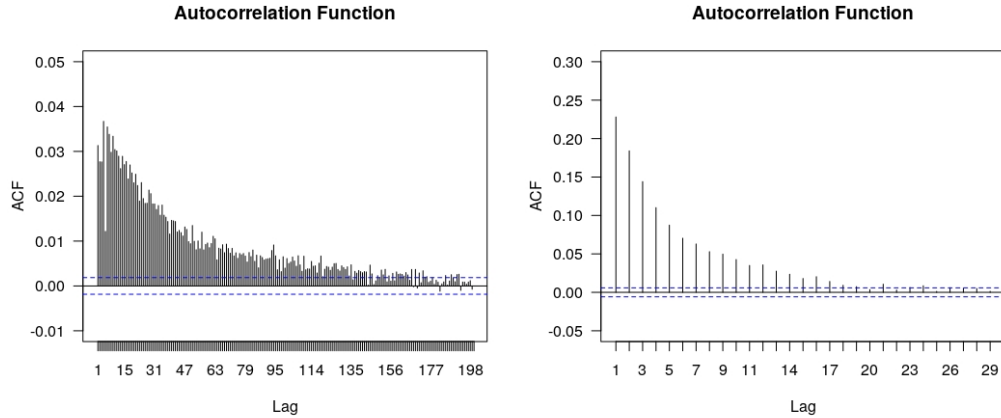 Autocorrelation Function
0.05
0.04
0.03
0.02
0.01
0.00
-0.01
ACF
1 15 31 47 63 79 95 114 135 156 177 198
Lag
Autocorrelation Function
0.30
0.25
0.20
0.15
0.10
0.05
0.00
-0.05
ACF
1 3 5 7 9 11 14 17 20 23 26 29
Lag